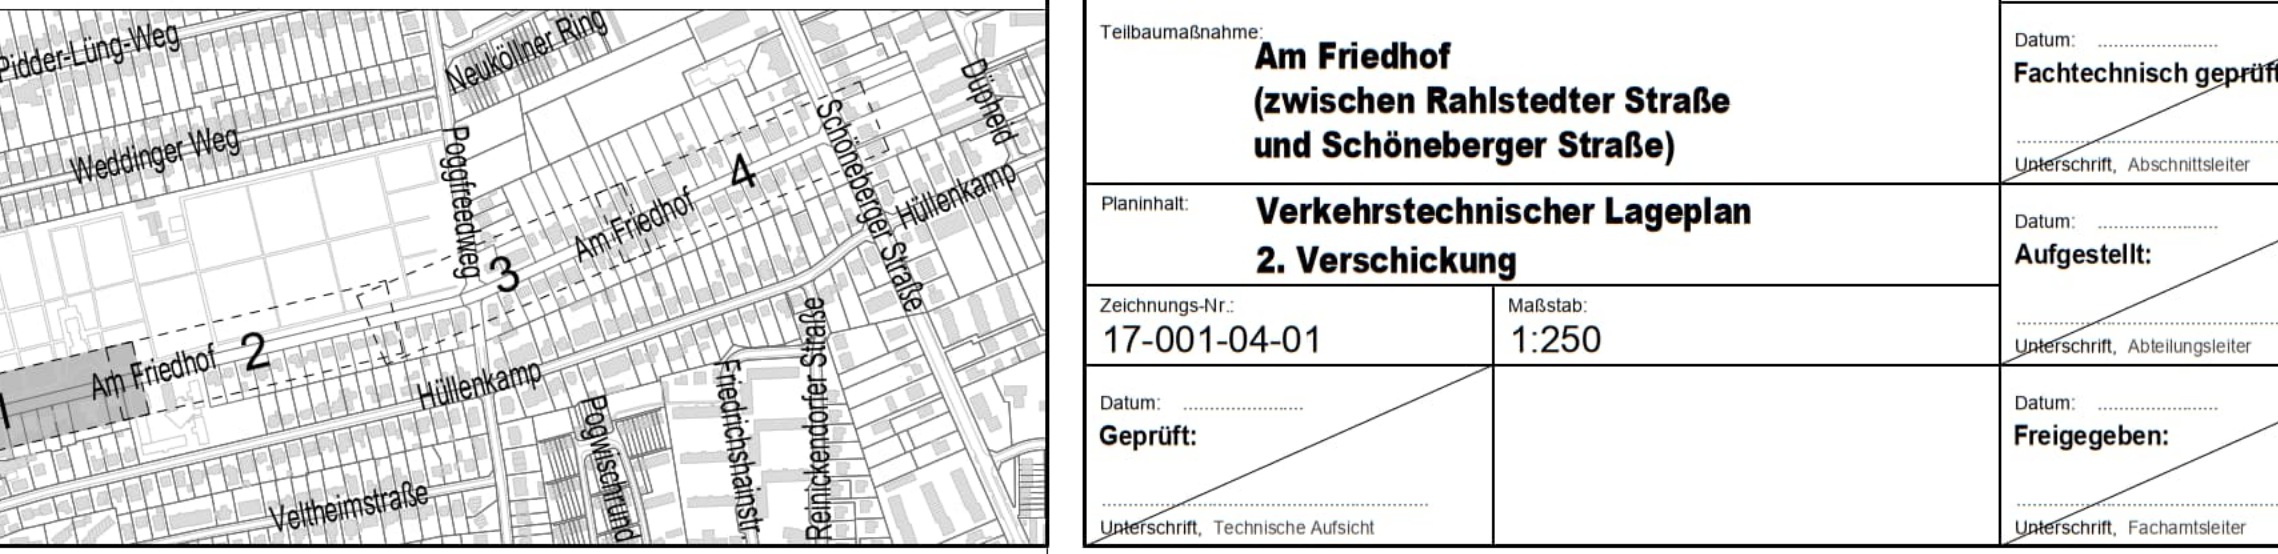 Pidder-Lüng-Weg
Neuköllner Ring
Weddinger Weg
Poggfreedweg
Schöneberger Straße
Düpheid
Hüllenkamp
Am Friedhof
4
3
2
Am Friedhof
1
Hüllenkamp
Veltheimstraße
Pogwischrund
Friedrichshainstr.
Reinickendorfer Straße
Teilbaumaßnahme:
Am Friedhof
(zwischen Rahlstedter Straße
und Schöneberger Straße)
Planinhalt:
Verkehrstechnischer Lageplan
2. Verschickung
Zeichnungs-Nr.:
17-001-04-01
Maßstab:
1:250
Datum:
Geprüft:
Unterschrift, Technische Aufsicht
Datum:
Fachtechnisch geprüft
Unterschrift, Abschnittsleiter
Datum:
Aufgestellt:
Unterschrift, Abteilungsleiter
Datum:
Freigegeben:
Unterschrift, Fachamtsleiter